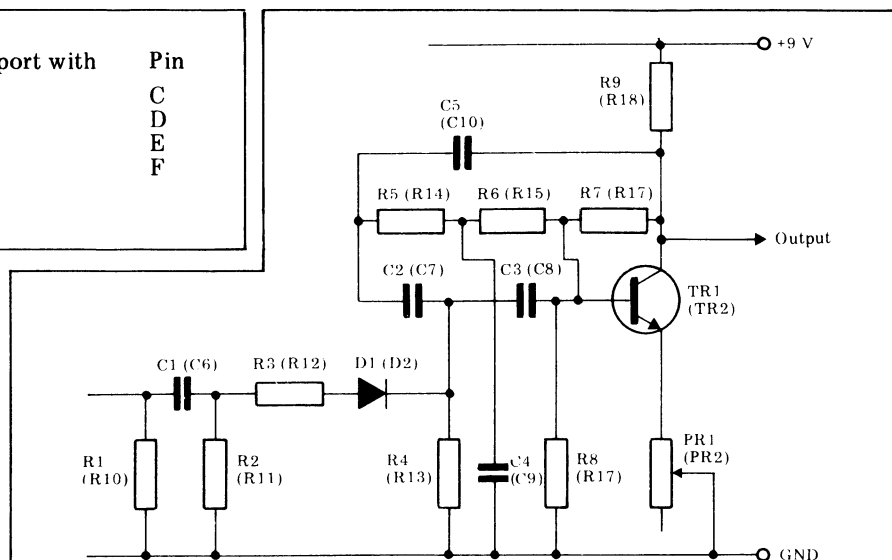 port with Pin
C
D
E
F
+9 V
R9
(R18)
C5
(C10)
R5 (R14) R6 (R15) R7 (R17)
Output
C2 (C7) C3 (C8)
TR1
(TR2)
C1 (C6) R3 (R12) D1 (D2)
R1
(R10)
R2
(R11)
R4
(R13)
C4
(C9)
R8
(R17)
PR1
(PR2)
GND